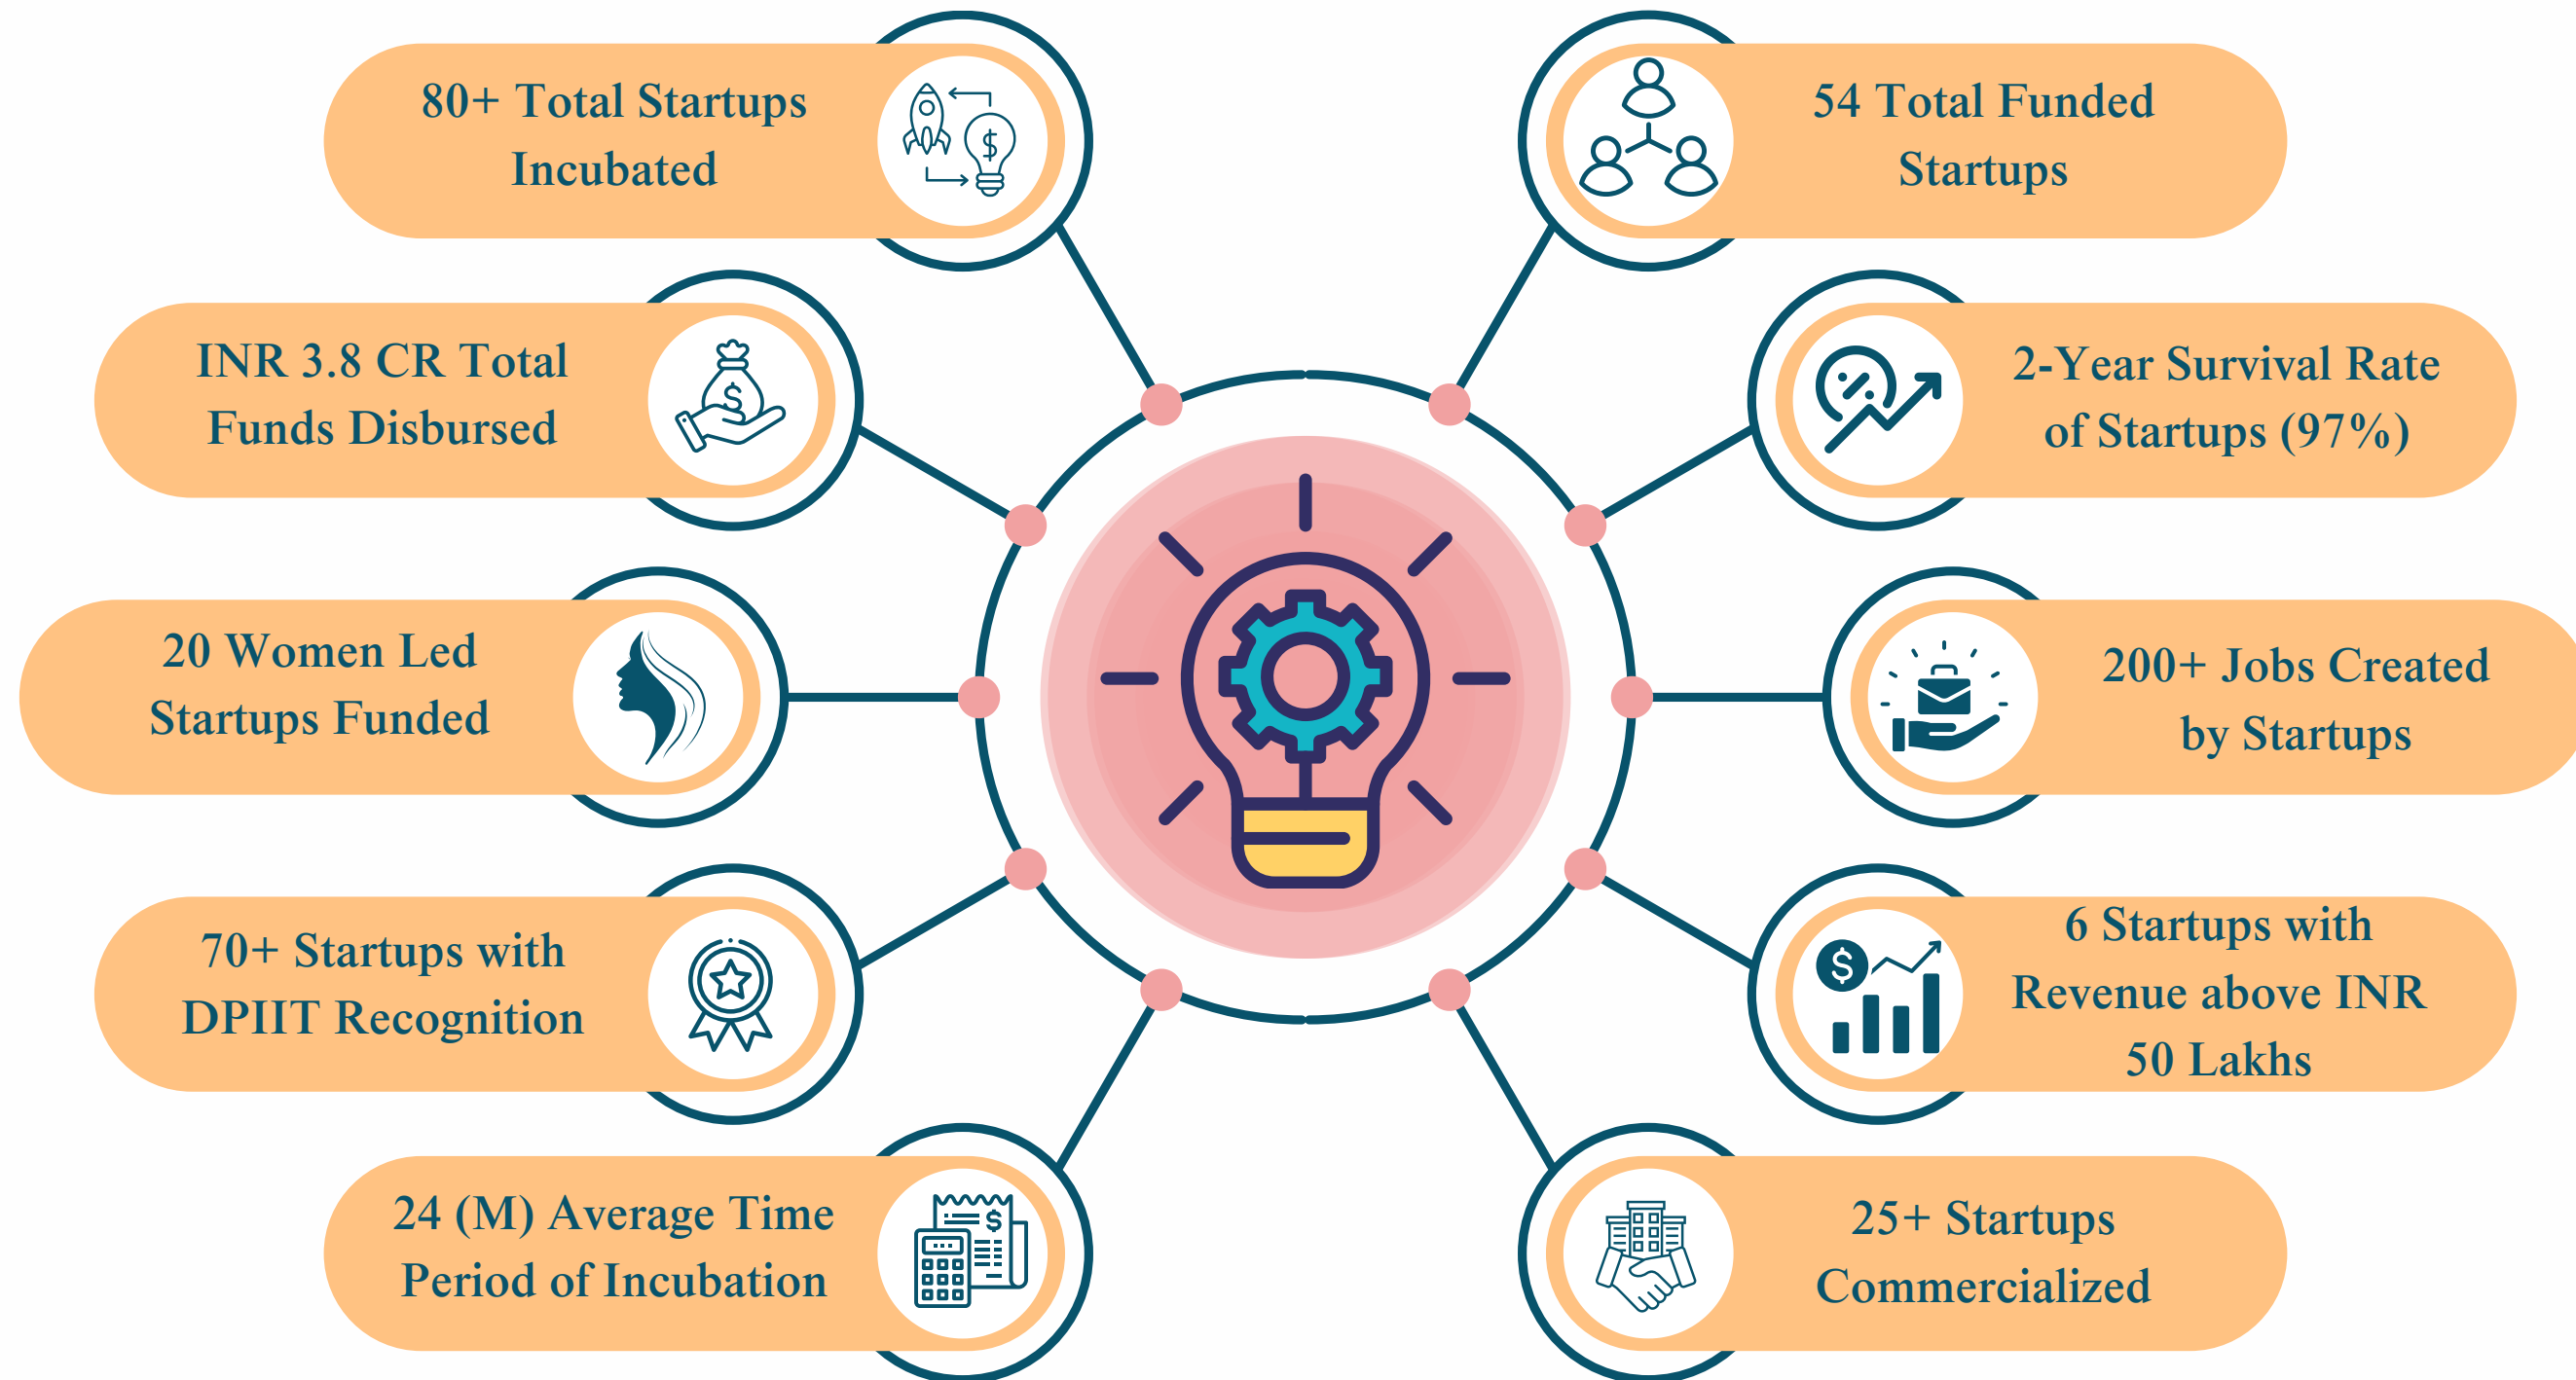 80+ Total Startups
Incubated
INR 3.8 CR Total
Funds Disbursed
20 Women Led
Startups Funded
70+ Startups with
DPIIT Recognition
24 (M) Average Time
Period of Incubation
54 Total Funded
Startups
2-Year Survival Rate
of Startups (97%)
200+ Jobs Created
by Startups
6 Startups with
Revenue above INR
50 Lakhs
25+ Startups
Commercialized